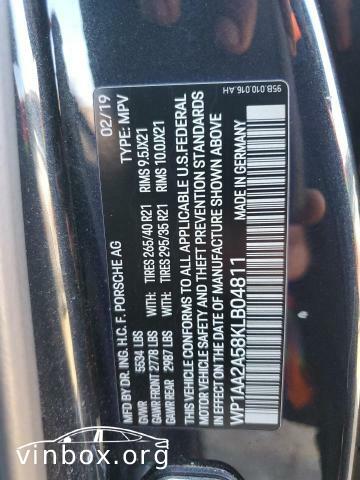 95B.010.016.AH
MFD BY DR. ING. H.C. F. PORSCHE AG
02/19
5534 LBS
TYPE: MPV
GVWR
GAWR FRONT 2778 LBS WITH: TIRES 265/40 R21 RIMS 9.5JX21
GAWR REAR 2987 LBS WITH: TIRES 295/35 R21 RIMS 10.0JX21
THIS VEHICLE CONFORMS TO ALL APPLICABLE U.S. FEDERAL
MOTOR VEHICLE SAFETY AND THEFT PREVENTION STANDARDS
IN EFFECT ON THE DATE OF MANUFACTURE SHOWN ABOVE
WP1AA2A58KLB04811
MADE IN GERMANY
vinbox.org